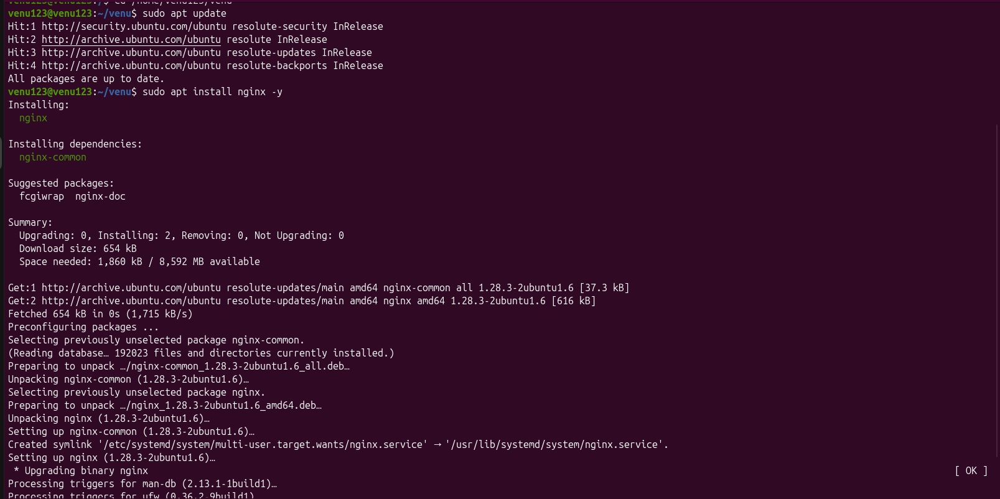 venu123@venu123:/$ cd /home/venu123/venu
venu123@venu123:~/venu$ sudo apt update
Hit:1 http://security.ubuntu.com/ubuntu resolute-security InRelease
Hit:2 http://archive.ubuntu.com/ubuntu resolute InRelease
Hit:3 http://archive.ubuntu.com/ubuntu resolute-updates InRelease
Hit:4 http://archive.ubuntu.com/ubuntu resolute-backports InRelease
All packages are up to date.
venu123@venu123:~/venu$ sudo apt install nginx -y
Installing:
  nginx

Installing dependencies:
  nginx-common

Suggested packages:
  fcgiwrap  nginx-doc

Summary:
  Upgrading: 0, Installing: 2, Removing: 0, Not Upgrading: 0
  Download size: 654 kB
  Space needed: 1,860 kB / 8,592 MB available

Get:1 http://archive.ubuntu.com/ubuntu resolute-updates/main amd64 nginx-common all 1.28.3-2ubuntu1.6 [37.3 kB]
Get:2 http://archive.ubuntu.com/ubuntu resolute-updates/main amd64 nginx amd64 1.28.3-2ubuntu1.6 [616 kB]
Fetched 654 kB in 0s (1,715 kB/s)
Preconfiguring packages ...
Selecting previously unselected package nginx-common.
(Reading database… 192023 files and directories currently installed.)
Preparing to unpack …/nginx-common_1.28.3-2ubuntu1.6_all.deb…
Unpacking nginx-common (1.28.3-2ubuntu1.6)…
Selecting previously unselected package nginx.
Preparing to unpack …/nginx_1.28.3-2ubuntu1.6_amd64.deb…
Unpacking nginx (1.28.3-2ubuntu1.6)…
Setting up nginx-common (1.28.3-2ubuntu1.6)…
Created symlink '/etc/systemd/system/multi-user.target.wants/nginx.service' → '/usr/lib/systemd/system/nginx.service'.
Setting up nginx (1.28.3-2ubuntu1.6)…
 * Upgrading binary nginx [ OK ]
Processing triggers for man-db (2.13.1-1build1)…
Processing triggers for ufw (0.36.2-9build1)